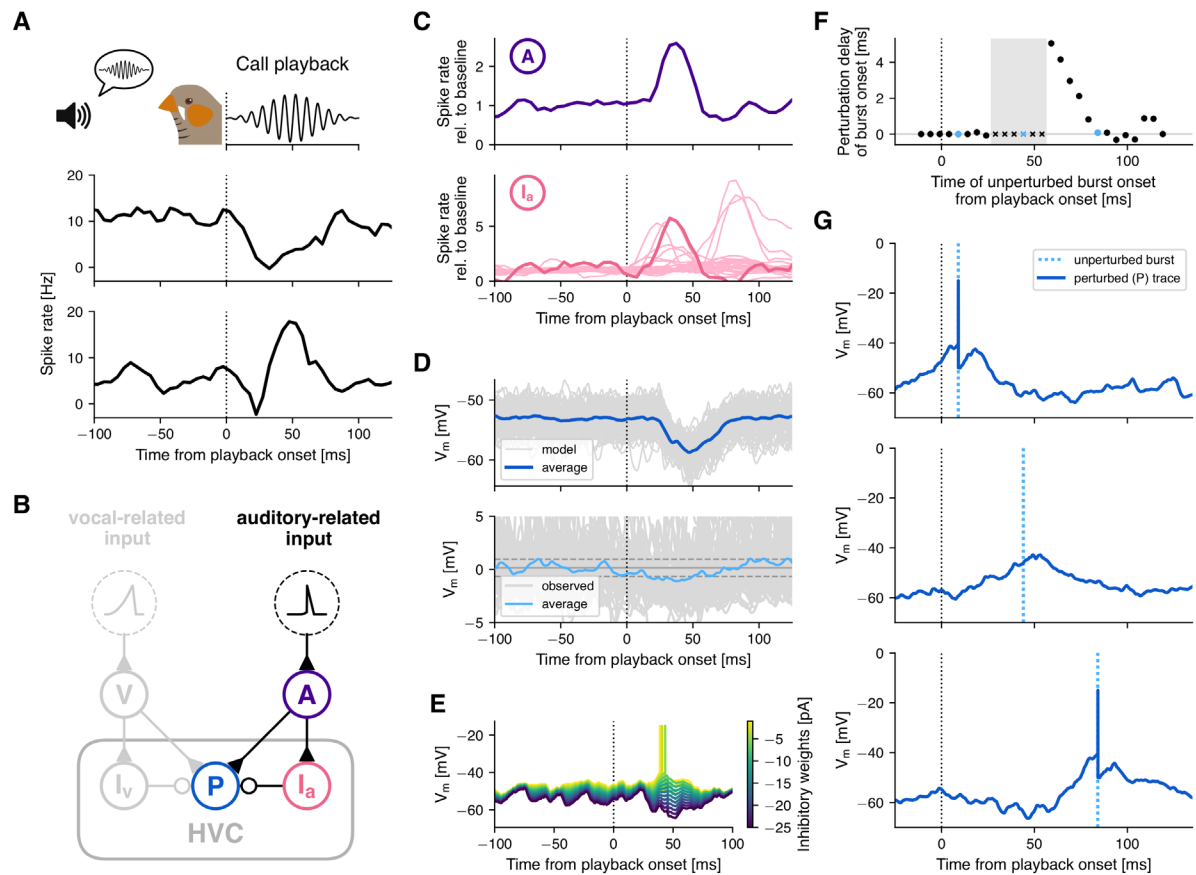 A
Call playback
20
10
0
20
10
0
Spike rate [Hz]
−100
−50
0
50
100
Time from playback onset [ms]
B
vocal-related
input
auditory-related
input
V
A
Iv
P
Ia
HVC
C
Spike rate
rel. to baseline
2
1
0
A
Spike rate
rel. to baseline
5
0
Ia
−100
−50
0
50
100
Time from playback onset [ms]
D
Vm [mV]
−50
−60
model
average
Vm [mV]
5
0
−5
observed
average
−100
−50
0
50
100
Time from playback onset [ms]
E
Vm [mV]
−20
−40
−60
−80
−100
−50
0
50
100
Time from playback onset [ms]
−5
−10
−15
−20
−25
Inhibitory weights [pA]
F
Perturbation delay
of burst onset [ms]
4
2
0
0
50
100
Time of unperturbed burst onset
from playback onset [ms]
G
0
−20
−40
−60
Vm [mV]
unperturbed burst
perturbed (P) trace
0
−20
−40
−60
Vm [mV]
0
−20
−40
−60
Vm [mV]
0
50
100
Time from playback onset [ms]